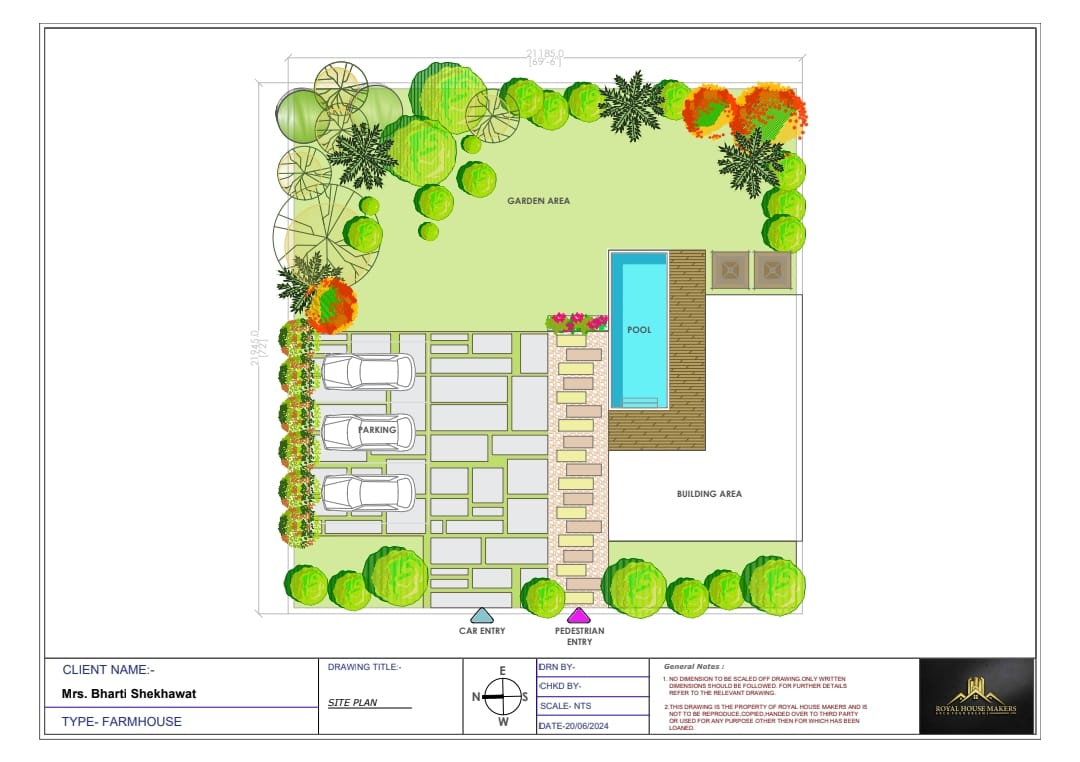 21185.0
[69'-6"]
GARDEN AREA
21945.0
[72']
POOL
PARKING
BUILDING AREA
CAR ENTRY
PEDESTRIAN
ENTRY
CLIENT NAME:-
Mrs. Bharti Shekhawat
TYPE- FARMHOUSE
DRAWING TITLE:-
SITE PLAN
E
N
S
W
DRN BY-
CHKD BY-
SCALE- NTS
DATE-20/06/2024
General Notes :
1. NO DIMENSION TO BE SCALED OFF DRAWING.ONLY WRITTEN
DIMENSIONS SHOULD BE FOLLOWED. FOR FURTHER DETAILS
REFER TO THE RELEVANT DRAWING.
2.THIS DRAWING IS THE PROPERTY OF ROYAL HOUSE MAKERS AND IS
NOT TO BE REPRODUCE,COPIED,HANDED OVER TO THIRD PARTY
OR USED FOR ANY PURPOSE OTHER THEN FOR WHICH HAS BEEN
LOANED.
ROYAL HOUSE MAKERS